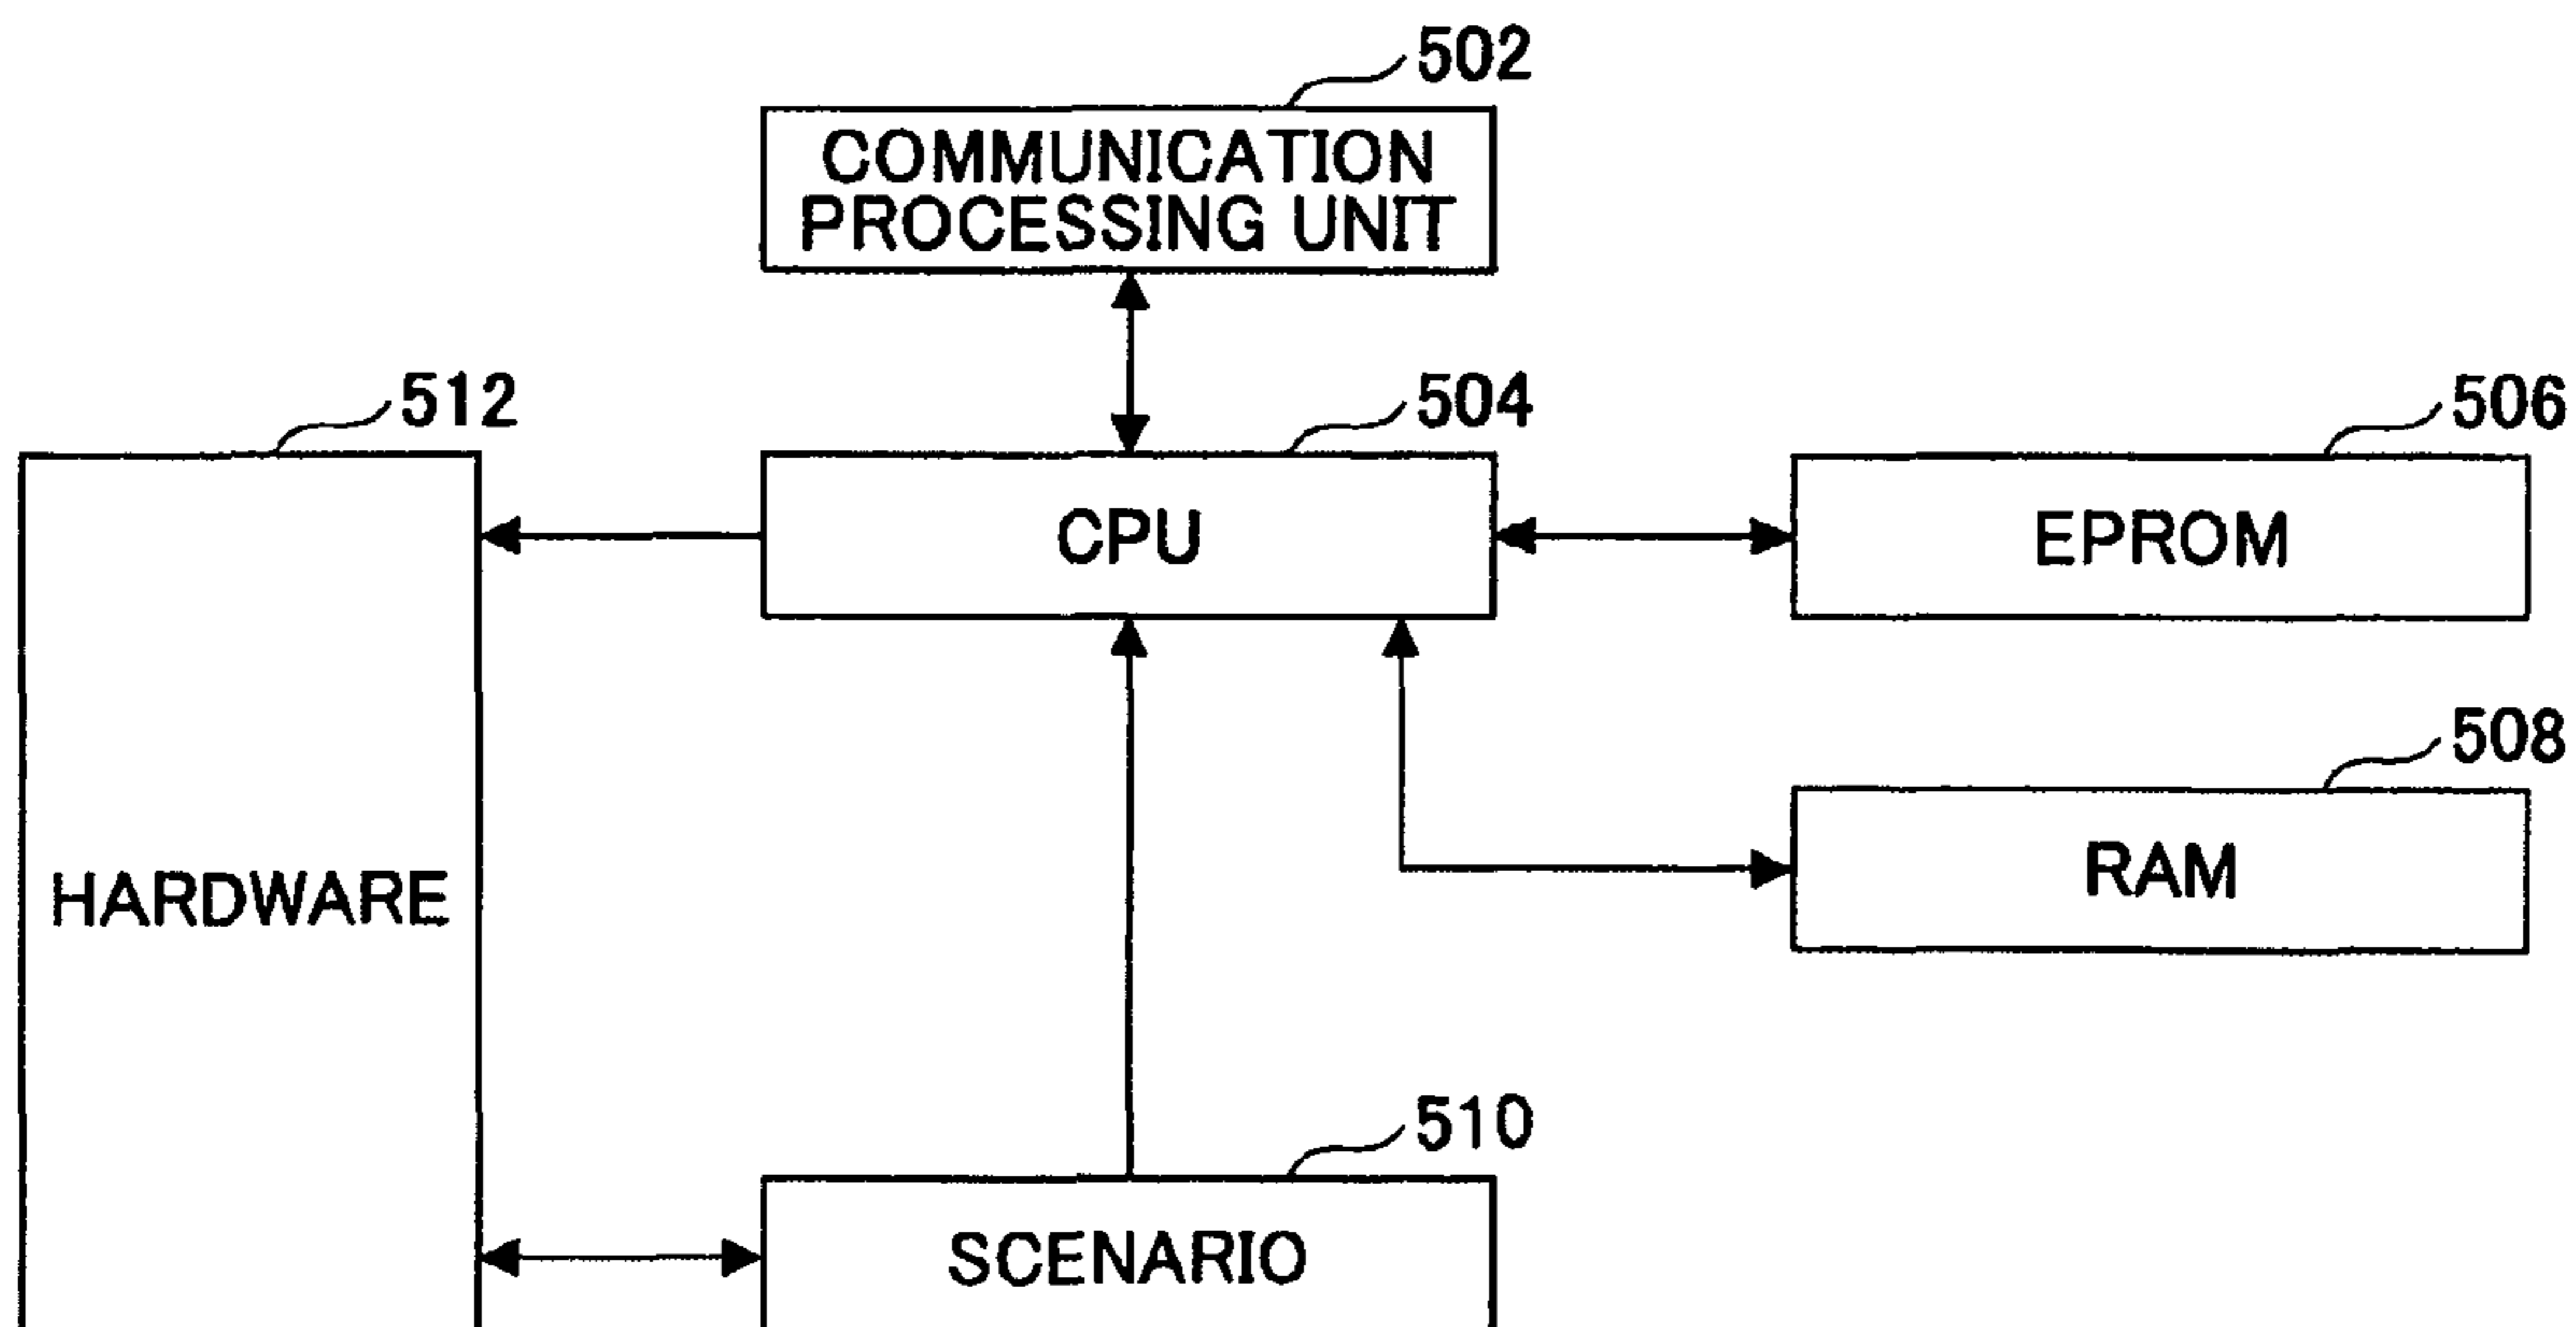 502
COMMUNICATION
PROCESSING UNIT
512
504
506
CPU
EPROM
508
HARDWARE
RAM
510
SCENARIO